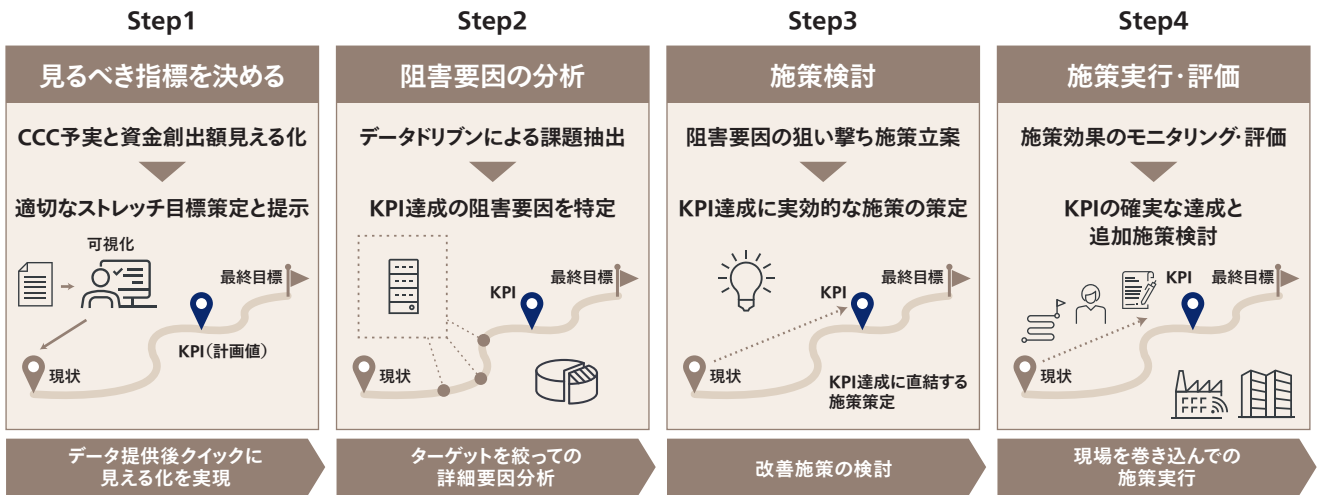 Step1
見るべき指標を決める
CCC予実と資金創出額見える化
適切なストレッチ目標策定と提示
可視化
最終目標
KPI（計画値）
現状
データ提供後クイックに
見える化を実現
Step2
阻害要因の分析
データドリブンによる課題抽出
KPI達成の阻害要因を特定
最終目標
KPI
現状
ターゲットを絞っての
詳細要因分析
Step3
施策検討
阻害要因の狙い撃ち施策立案
KPI達成に実効的な施策の策定
最終目標
KPI
現状
KPI達成に直結する
施策策定
改善施策の検討
Step4
施策実行・評価
施策効果のモニタリング・評価
KPIの確実な達成と
追加施策検討
最終目標
KPI
現状
現場を巻き込んでの
施策実行